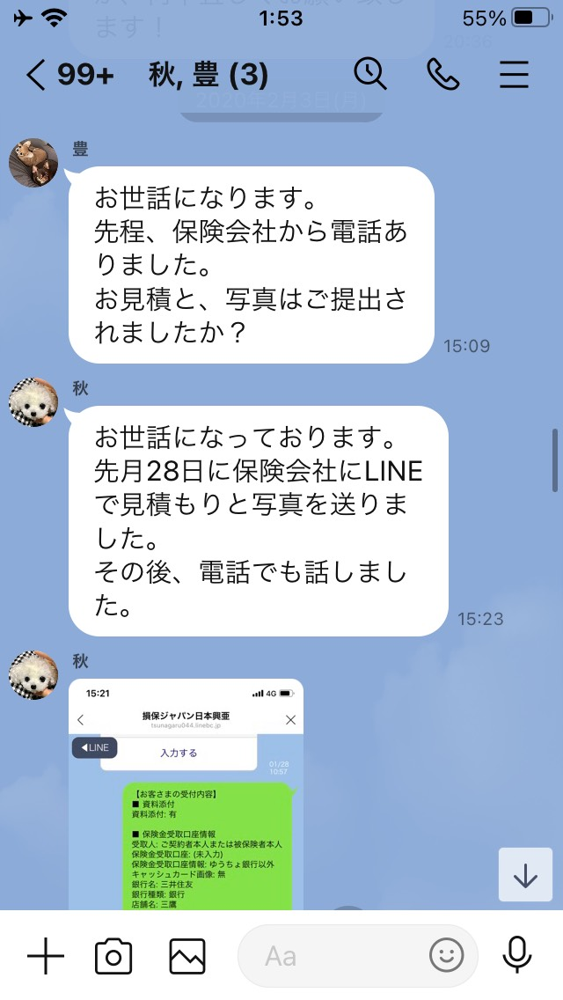 ます！
20:36
1:53
55%
99+
秋, 豊 (3)
2020年2月3日(月)
豊
お世話になります。
先程、保険会社から電話あ
りました。
お見積と、写真はご提出さ
れましたか？
15:09
秋
お世話になっております。
先月28日に保険会社にLINE
で見積もりと写真を送りま
した。
その後、電話でも話しまし
た。
15:23
秋
15:21
4G
損保ジャパン日本興亜
tsunagaru044.linebc.jp
◀LINE
入力する
01/28
10:57
【お客さまの受付内容】
■ 資料添付
資料添付: 有
■ 保険金受取口座情報
受取人: ご契約者本人または被保険者本人
保険金受取口座: (未入力)
保険金受取口座情報: ゆうちょ銀行以外
キャッシュカード画像: 無
銀行名: 三井住友
銀行種類: 銀行
店舗名: 三鷹
Aa